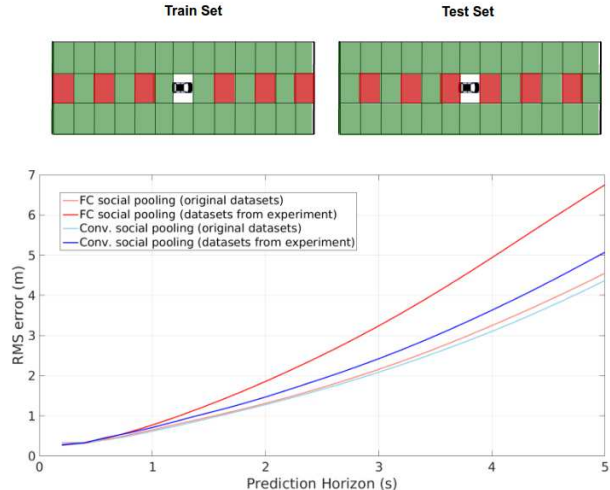 Train Set
Test Set
7
6
5
4
3
2
1
0
RMS error (m)
FC social pooling (original datasets)
FC social pooling (datasets from experiment)
Conv. social pooling (original datasets)
Conv. social pooling (datasets from experiment)
0
1
2
3
4
5
Prediction Horizon (s)